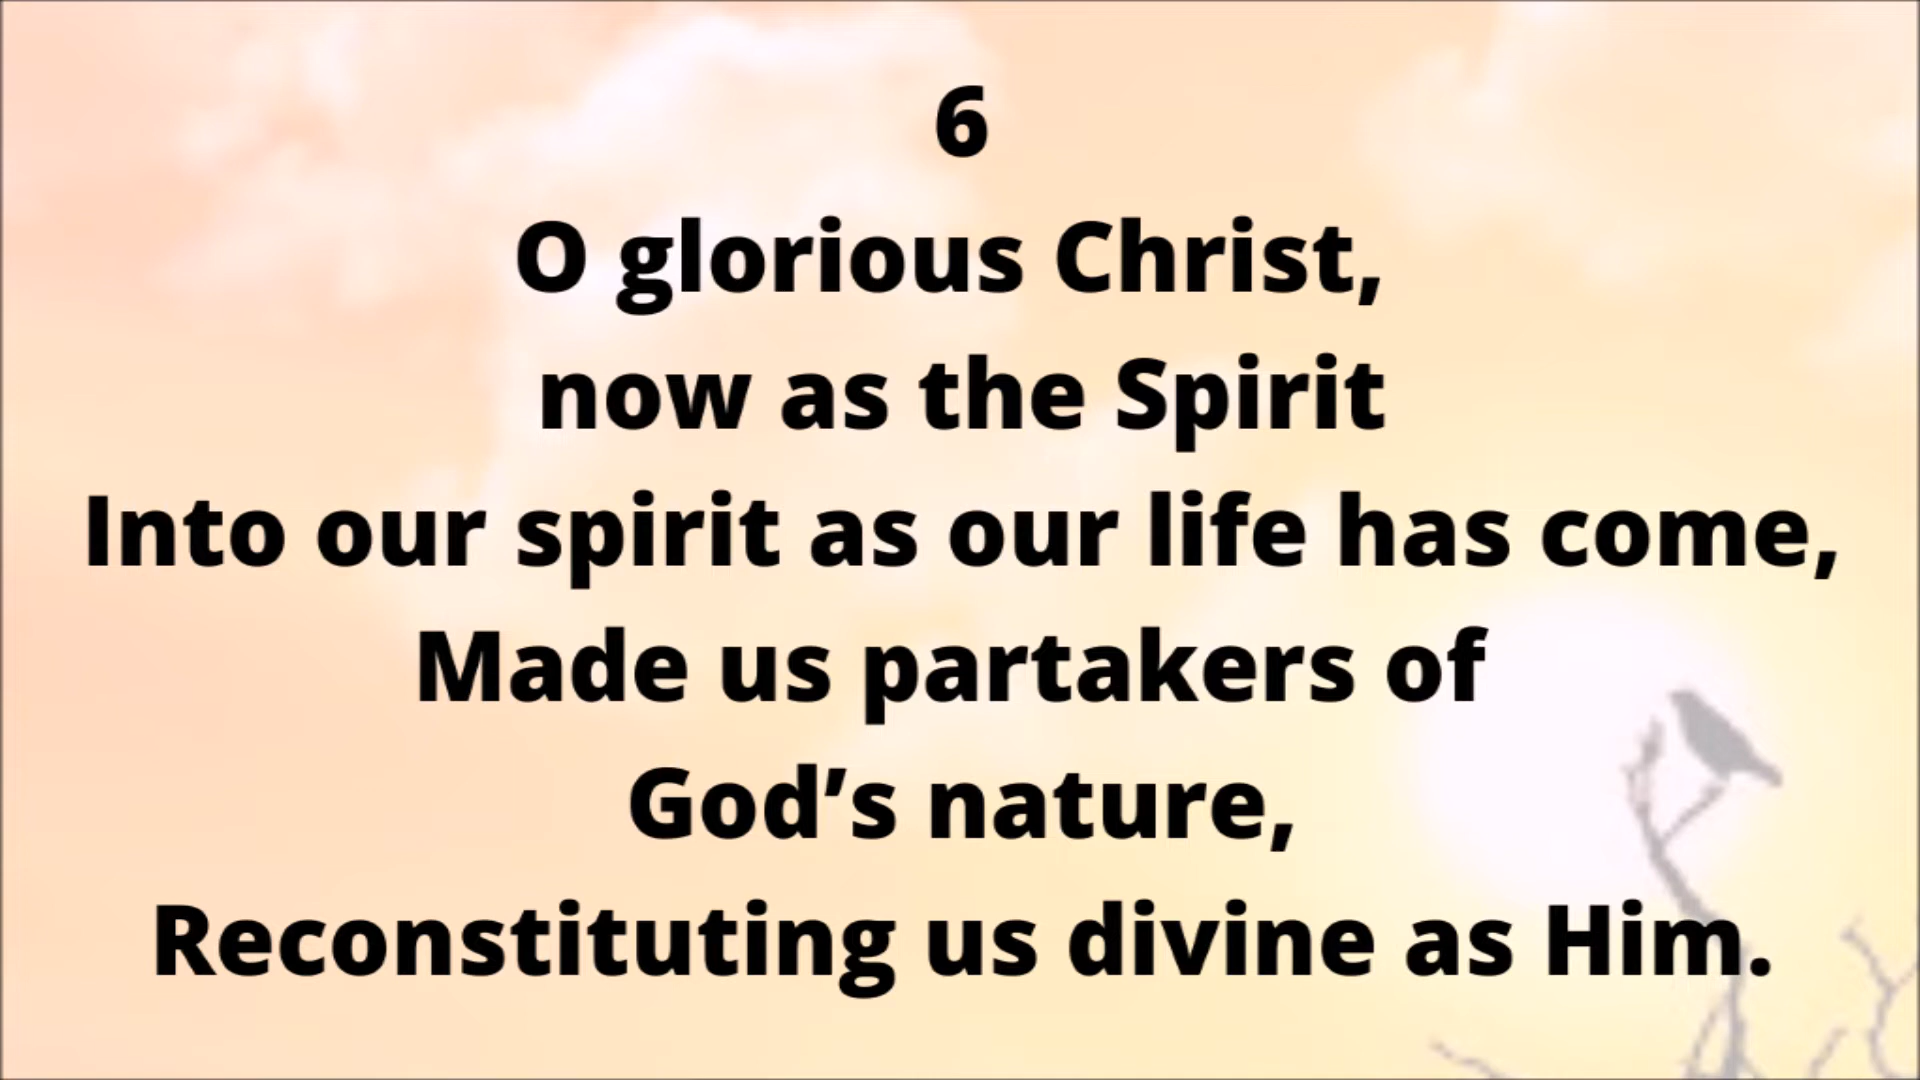 6
O glorious Christ,
now as the Spirit
Into our spirit as our life has come,
Made us partakers of
God’s nature,
Reconstituting us divine as Him.